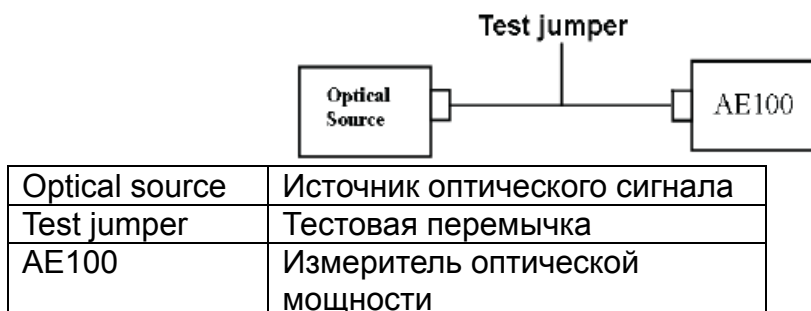 Test jumper
Optical
Source
AE100
Optical source Источник оптического сигнала
Test jumper Тестовая перемычка
AE100 Измеритель оптической
мощности